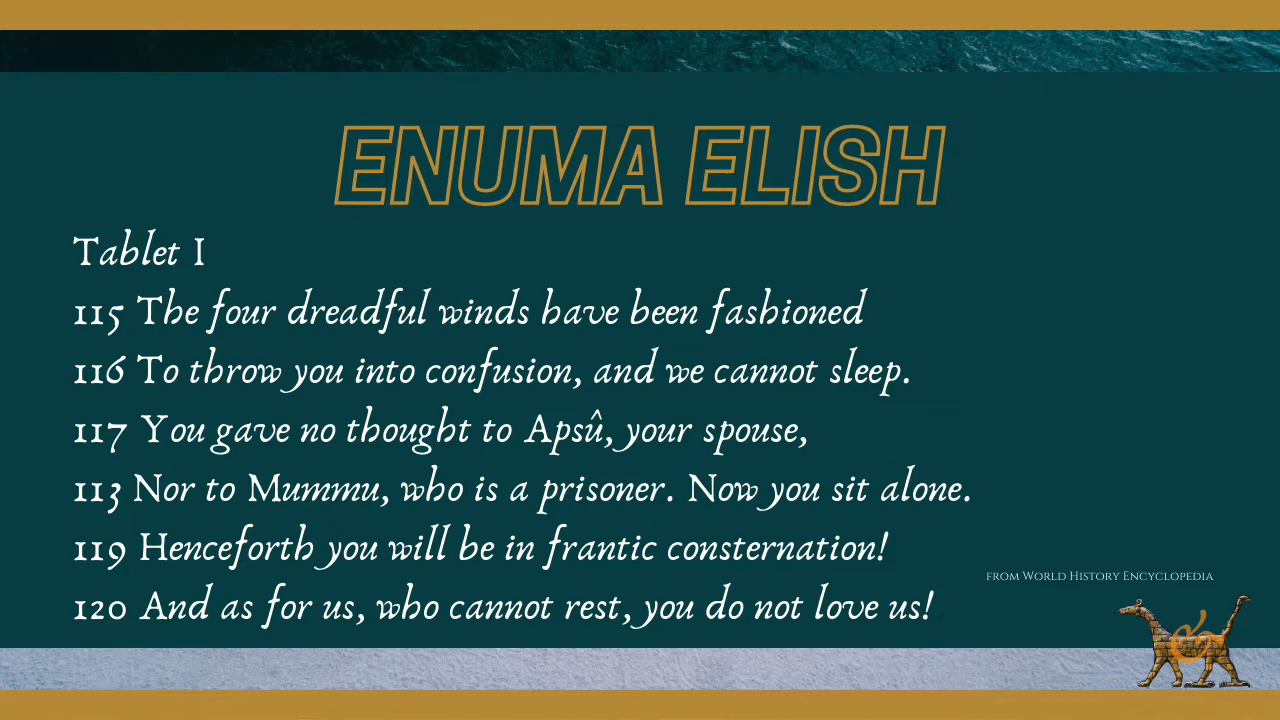 ENUMA ELISH
Tablet I
115 The four dreadful winds have been fashioned
116 To throw you into confusion, and we cannot sleep.
117 You gave no thought to Apsû, your spouse,
113 Nor to Mummu, who is a prisoner. Now you sit alone.
119 Henceforth you will be in frantic consternation!
120 And as for us, who cannot rest, you do not love us!
FROM WORLD HISTORY ENCYCLOPEDIA
&